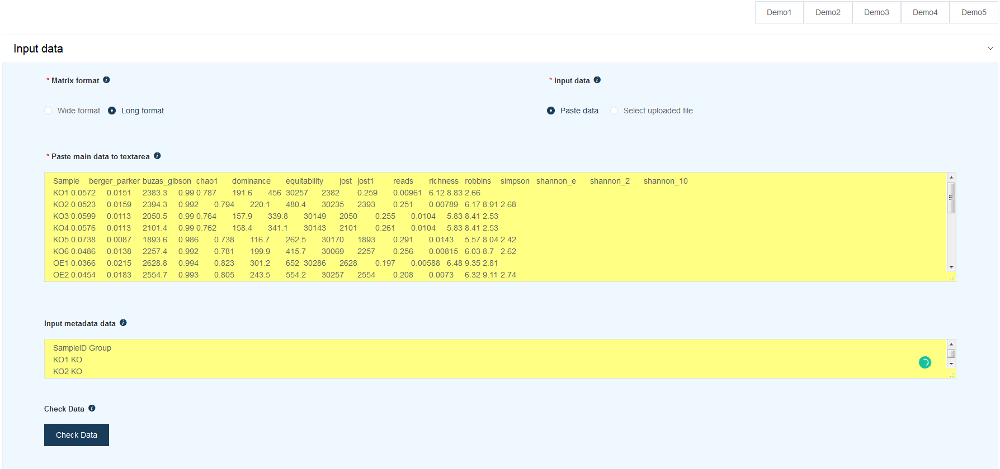 Demo1 Demo2 Demo3 Demo4 Demo5
Input data
* Matrix format
* Input data
Wide format Long format
Paste data Select uploaded file
* Paste main data to textarea
Sample berger_parker buzas_gibson chao1 dominance equitability jost jost1 reads richness robbins simpson shannon_e shannon_2 shannon_10
KO1 0.0572 0.0151 2383.3 0.99 0.787 191.6 456 30257 2382 0.259 0.00961 6.12 8.83 2.66
KO2 0.0523 0.0159 2394.3 0.992 0.794 220.1 480.4 30235 2393 0.251 0.00789 6.17 8.91 2.68
KO3 0.0599 0.0113 2050.5 0.99 0.764 157.9 339.8 30149 2050 0.255 0.0104 5.83 8.41 2.53
KO4 0.0576 0.0113 2101.4 0.99 0.762 158.4 341.1 30143 2101 0.261 0.0104 5.83 8.41 2.53
KO5 0.0738 0.0087 1893.6 0.986 0.738 116.7 262.5 30170 1893 0.291 0.0143 5.57 8.04 2.42
KO6 0.0486 0.0138 2257.4 0.992 0.781 199.9 415.7 30069 2257 0.256 0.00815 6.03 8.7 2.62
OE1 0.0366 0.0215 2628.8 0.994 0.823 301.2 652 30286 2628 0.197 0.00588 6.48 9.35 2.81
OE2 0.0454 0.0183 2554.7 0.993 0.805 243.5 554.2 30257 2554 0.208 0.0073 6.32 9.11 2.74
Input metadata data
SampleID Group
KO1 KO
KO2 KO
Check Data
Check Data